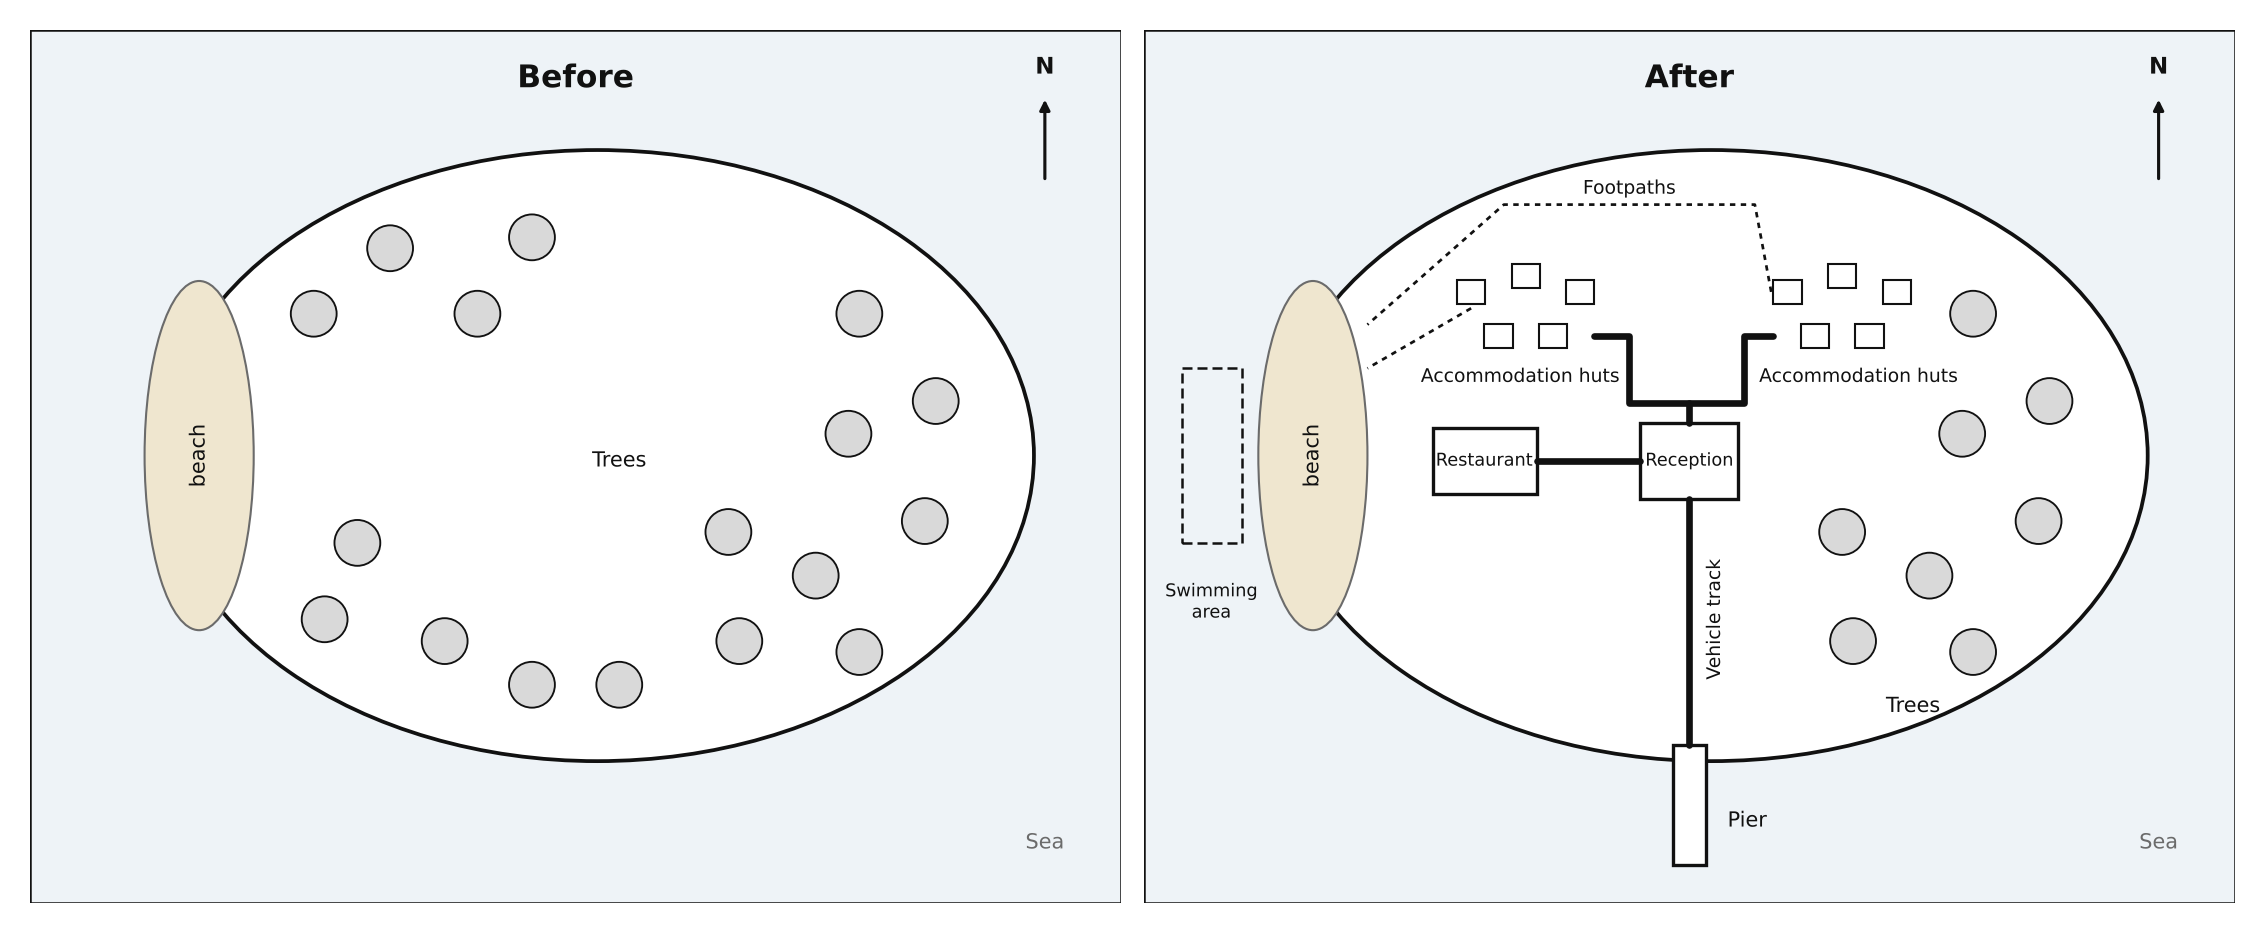 Before
N
beach
Trees
Sea
After
N
Footpaths
Accommodation huts
Accommodation huts
Restaurant
Reception
beach
Swimming
area
Vehicle track
Trees
Pier
Sea